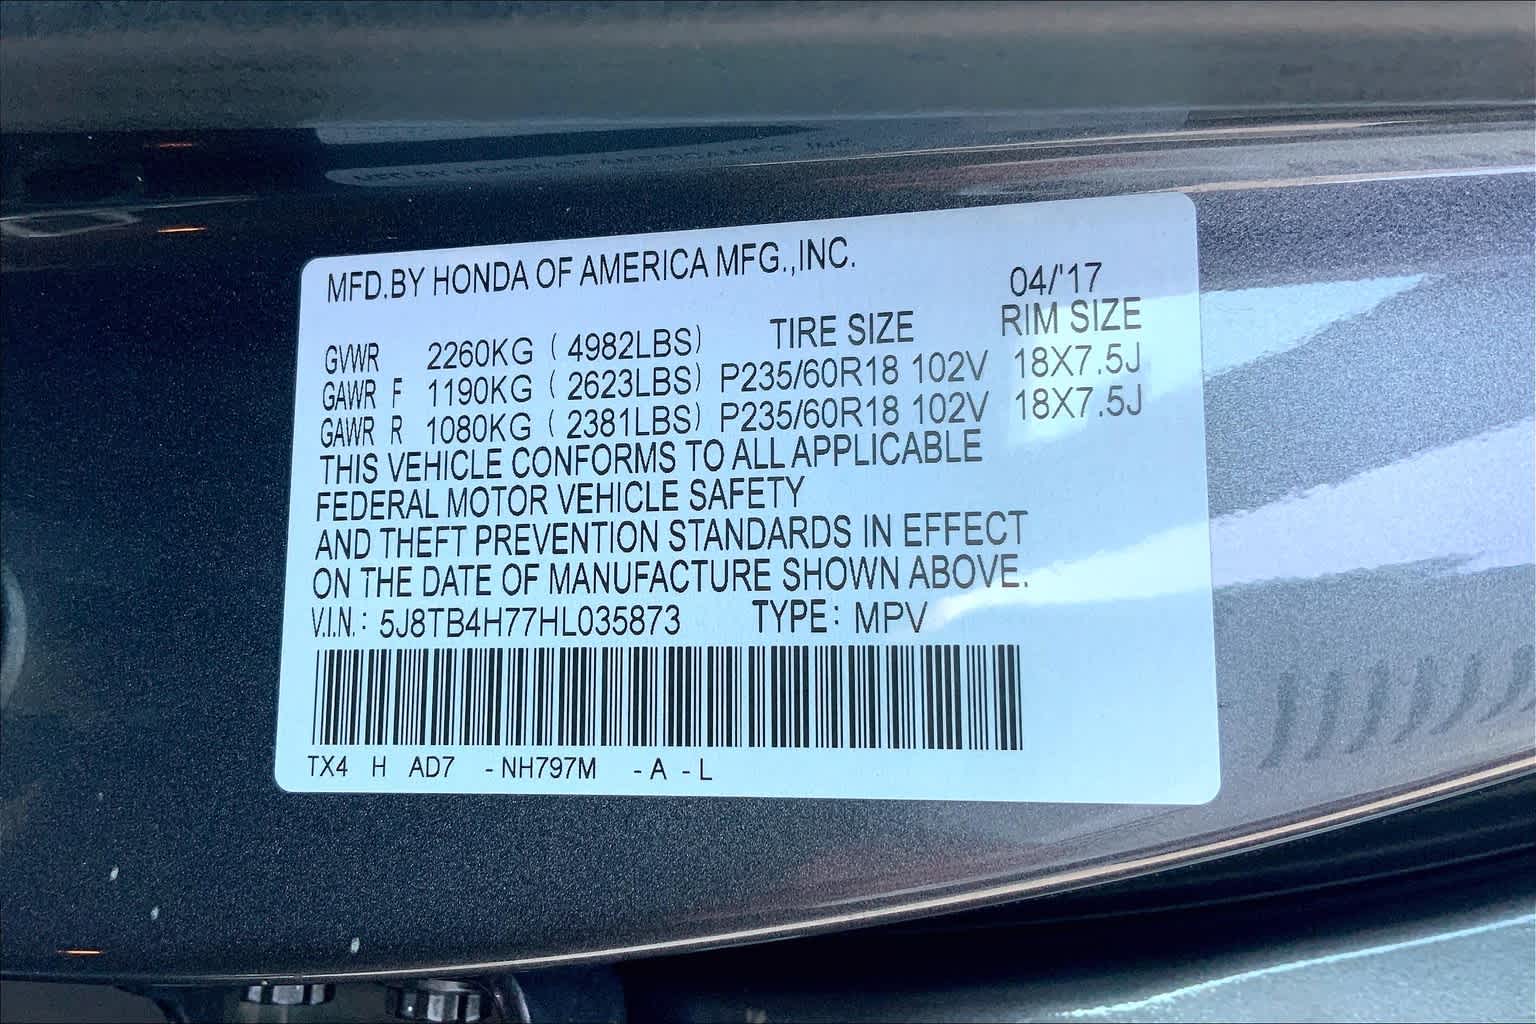 MFD.BY HONDA OF AMERICA MFG.,INC.
04/'17
TIRE SIZE RIM SIZE
GVWR 2260KG ( 4982LBS)
GAWR F 1190KG ( 2623LBS) P235/60R18 102V 18X7.5J
GAWR R 1080KG ( 2381LBS) P235/60R18 102V 18X7.5J
THIS VEHICLE CONFORMS TO ALL APPLICABLE
FEDERAL MOTOR VEHICLE SAFETY
AND THEFT PREVENTION STANDARDS IN EFFECT
ON THE DATE OF MANUFACTURE SHOWN ABOVE.
V.I.N.: 5J8TB4H77HL035873 TYPE: MPV
TX4 H AD7 - NH797M - A - L